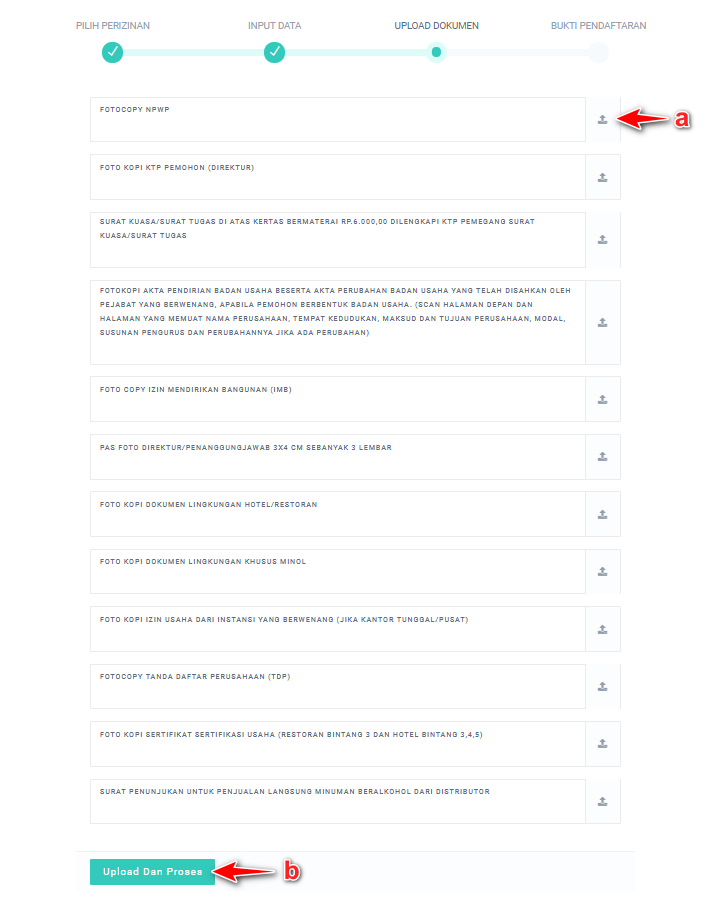 PILIH PERIZINAN
INPUT DATA
UPLOAD DOKUMEN
BUKTI PENDAFTARAN
FOTOCOPY NPWP
a
FOTO KOPI KTP PEMOHON (DIREKTUR)
SURAT KUASA/SURAT TUGAS DI ATAS KERTAS BERMATERAI RP.6.000,00 DILENGKAPI KTP PEMEGANG SURAT
KUASA/SURAT TUGAS
FOTOKOPI AKTA PENDIRIAN BADAN USAHA BESERTA AKTA PERUBAHAN BADAN USAHA YANG TELAH DISAHKAN OLEH
PEJABAT YANG BERWENANG, APABILA PEMOHON BERBENTUK BADAN USAHA. (SCAN HALAMAN DEPAN DAN
HALAMAN YANG MEMUAT NAMA PERUSAHAAN, TEMPAT KEDUDUKAN, MAKSUD DAN TUJUAN PERUSAHAAN, MODAL,
SUSUNAN PENGURUS DAN PERUBAHANNYA JIKA ADA PERUBAHAN)
FOTO COPY IZIN MENDIRIKAN BANGUNAN (IMB)
PAS FOTO DIREKTUR/PENANGGUNGJAWAB 3X4 CM SEBANYAK 3 LEMBAR
FOTO KOPI DOKUMEN LINGKUNGAN HOTEL/RESTORAN
FOTO KOPI DOKUMEN LINGKUNGAN KHUSUS MINOL
FOTO KOPI IZIN USAHA DARI INSTANSI YANG BERWENANG (JIKA KANTOR TUNGGAL/PUSAT)
FOTOCOPY TANDA DAFTAR PERUSAHAAN (TDP)
FOTO KOPI SERTIFIKAT SERTIFIKASI USAHA (RESTORAN BINTANG 3 DAN HOTEL BINTANG 3,4,5)
SURAT PENUNJUKAN UNTUK PENJUALAN LANGSUNG MINUMAN BERALKOHOL DARI DISTRIBUTOR
Upload Dan Proses
b